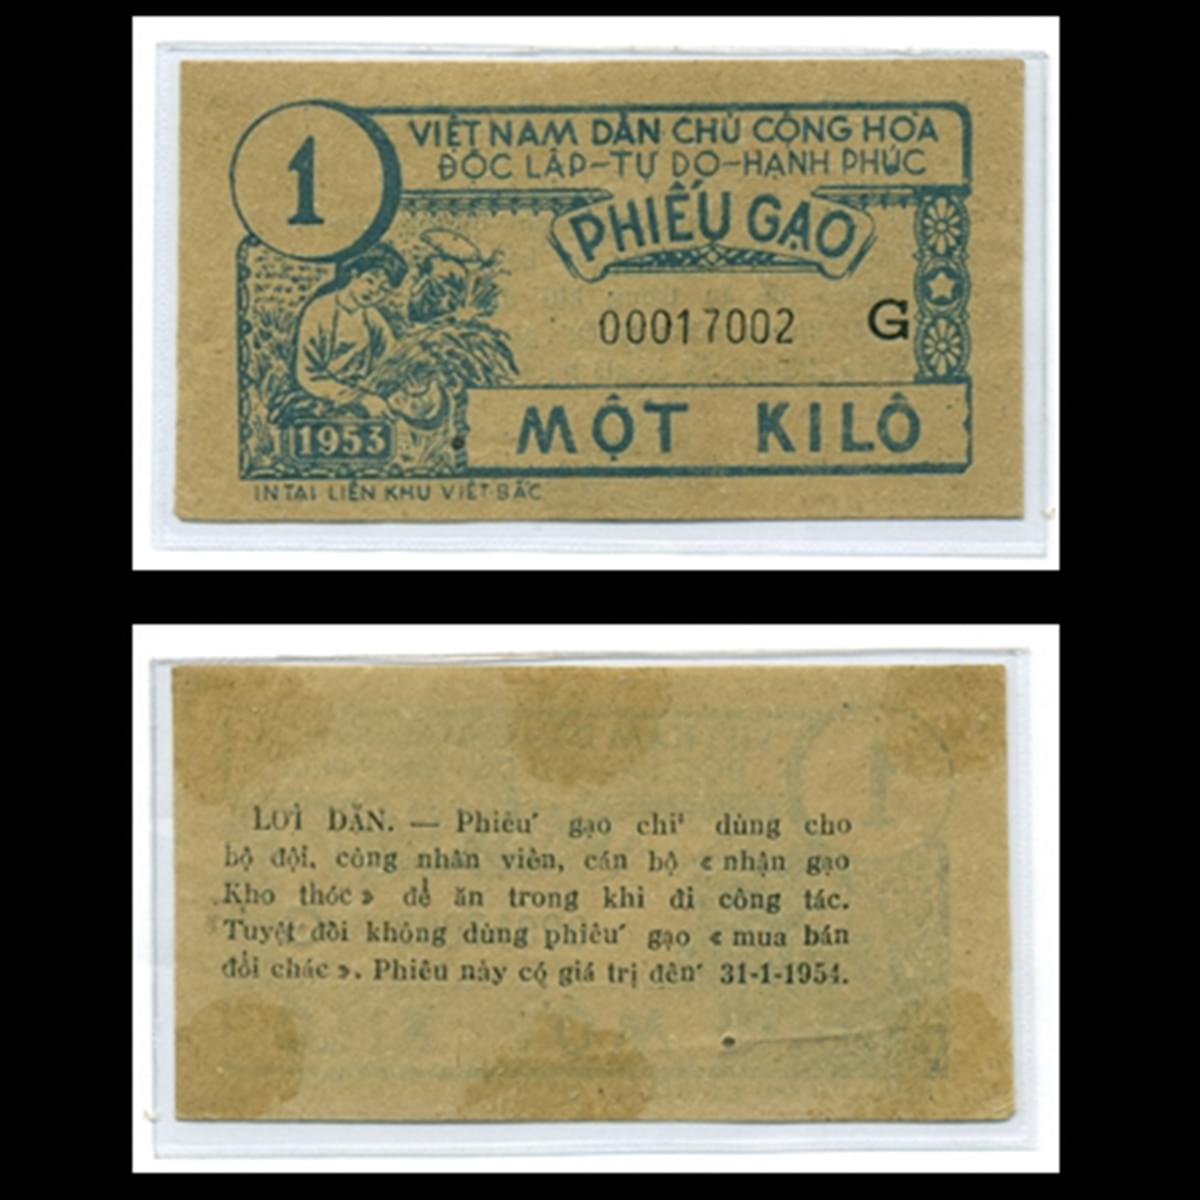 1
VIỆT NAM DÂN CHỦ CỘNG HÒA
ĐỘC LẬP-TỰ DO-HẠNH PHÚC
PHIẾU GẠO
00017002 G
MỘT KILÔ
1953
IN TẠI LIÊN KHU VIỆT-BẮC
LỜI DẶN. — Phiếu gạo chỉ dùng cho
bộ đội, công nhân viên, cán bộ « nhận gạo
Kho thóc » để ăn trong khi đi công tác.
Tuyệt đối không dùng phiếu gạo « mua bán
đổi chác ». Phiếu này có giá trị đến 31-1-1954.